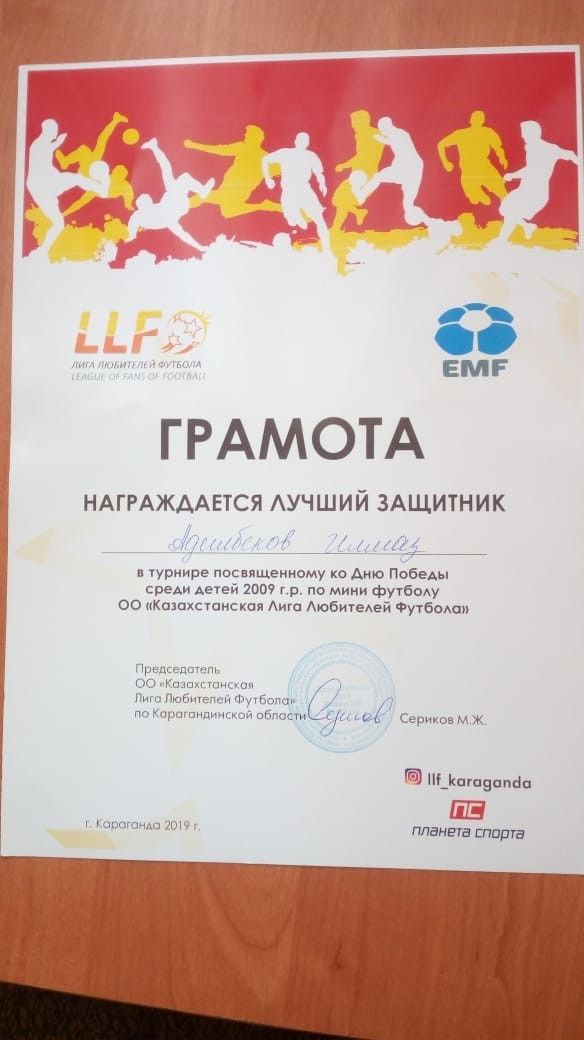 LLF
ЛИГА ЛЮБИТЕЛЕЙ ФУТБОЛА
LEAGUE OF FANS OF FOOTBALL
EMF
ГРАМОТА
НАГРАЖДАЕТСЯ ЛУЧШИЙ ЗАЩИТНИК
Адильбеков Илмаз
в турнире посвященному ко Дню Победы
среди детей 2009 г.р. по мини футболу
ОО «Казахстанская Лига Любителей Футбола»
Председатель
ОО «Казахстанская
Лига Любителей Футбола»
по Карагандинской области
Сериков М.Ж.
llf_karaganda
ПС
планета спорта
г. Караганда 2019 г.